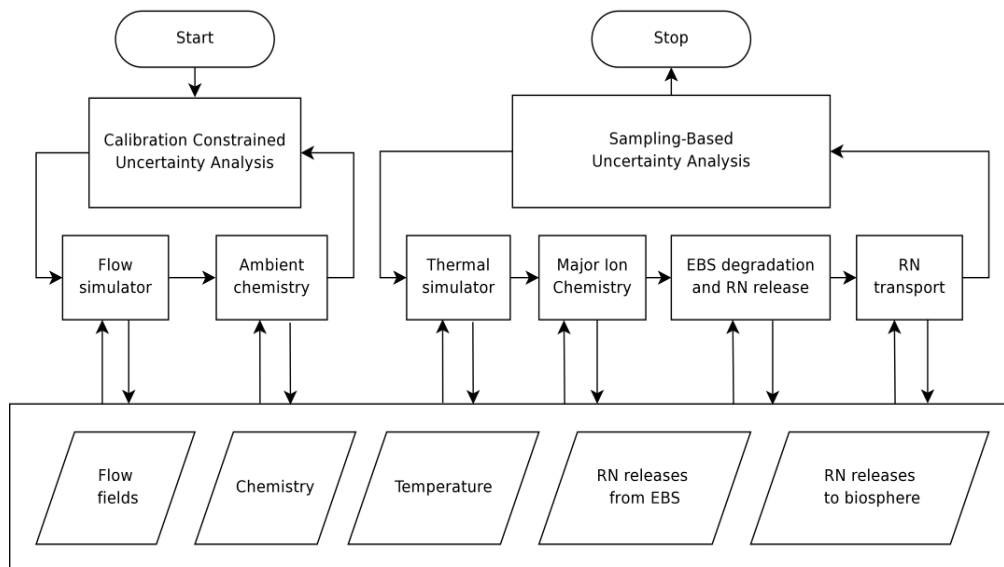 Start
Stop
Calibration Constrained
Uncertainty Analysis
Sampling-Based
Uncertainty Analysis
Flow
simulator
Ambient
chemistry
Thermal
simulator
Major Ion
Chemistry
EBS degradation
and RN release
RN
transport
Flow
fields
Chemistry
Temperature
RN releases
from EBS
RN releases
to biosphere